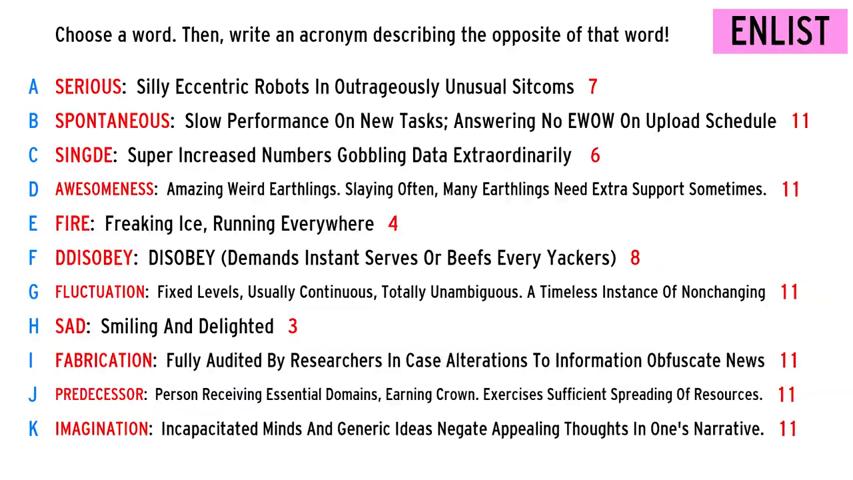 Choose a word. Then, write an acronym describing the opposite of that word!
ENLIST
A SERIOUS: Silly Eccentric Robots In Outrageously Unusual Sitcoms 7
B SPONTANEOUS: Slow Performance On New Tasks; Answering No EWOW On Upload Schedule 11
C SINGDE: Super Increased Numbers Gobbling Data Extraordinarily 6
D AWESOMENESS: Amazing Weird Earthlings. Slaying Often, Many Earthlings Need Extra Support Sometimes. 11
E FIRE: Freaking Ice, Running Everywhere 4
F DDISOBEY: DISOBEY (Demands Instant Serves Or Beefs Every Yackers) 8
G FLUCTUATION: Fixed Levels, Usually Continuous, Totally Unambiguous. A Timeless Instance Of Nonchanging 11
H SAD: Smiling And Delighted 3
I FABRICATION: Fully Audited By Researchers In Case Alterations To Information Obfuscate News 11
J PREDECESSOR: Person Receiving Essential Domains, Earning Crown. Exercises Sufficient Spreading Of Resources. 11
K IMAGINATION: Incapacitated Minds And Generic Ideas Negate Appealing Thoughts In One's Narrative. 11